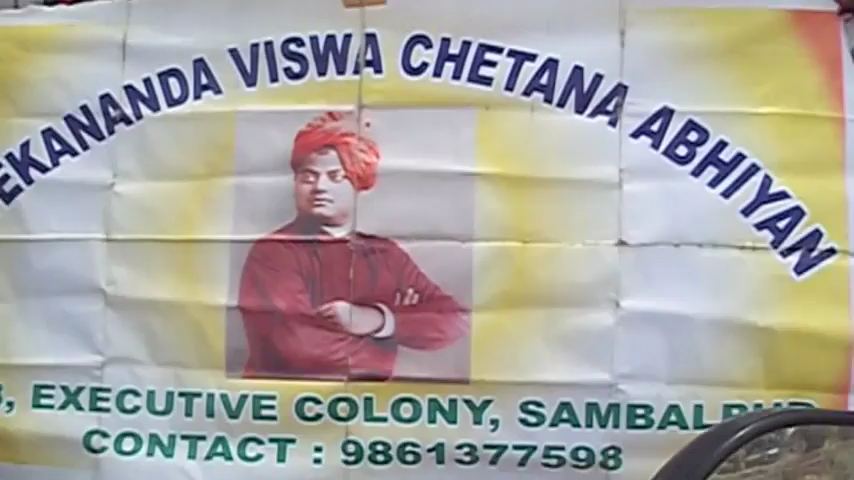 EKANANDA VISWA CHETANA ABHIYAN
, EXECUTIVE COLONY, SAMBALPUR
CONTACT : 9861377598